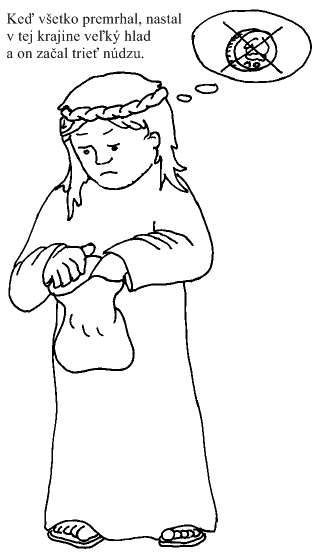 Keď všetko premrhal, nastal
v tej krajine veľký hlad
a on začal trieť núdzu.